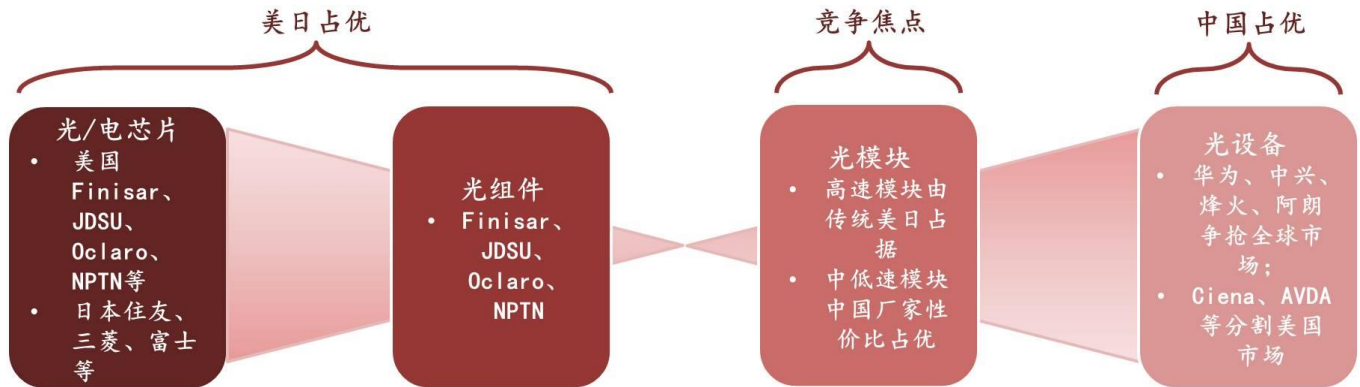 美日占优
竞争焦点
中国占优
光/电芯片
• 美国
Finisar、
JDSU、
Oclaro、
NPTN等
• 日本住友、
三菱、富士
等
光组件
• Finisar、
JDSU、
Oclaro、
NPTN
光模块
• 高速模块由
传统美日占
据
• 中低速模块
中国厂家性
价比占优
光设备
• 华为、中兴、
烽火、阿朗
争抢全球市
场；
• Ciena、AVDA
等分割美国
市场